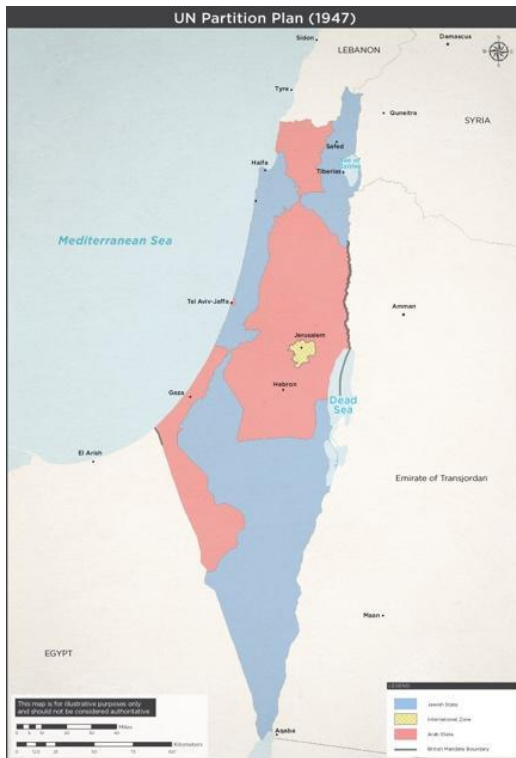 UN Partition Plan (1947)
Sidon
LEBANON
Damascus
Tyre
Quneitra
SYRIA
Safed
Haifa
Tiberias
Mediterranean Sea
Tel Aviv-Jaffa
Amman
Jerusalem
Gaza
Hebron
Dead
Sea
El Arish
Emirate of Transjordan
Maan
EGYPT
This map is for illustrative purposes only
and should not be considered authoritative
Miles
Kilometers
Aqaba
LEGEND
Jewish State
International Zone
Arab State
British Mandate Boundary